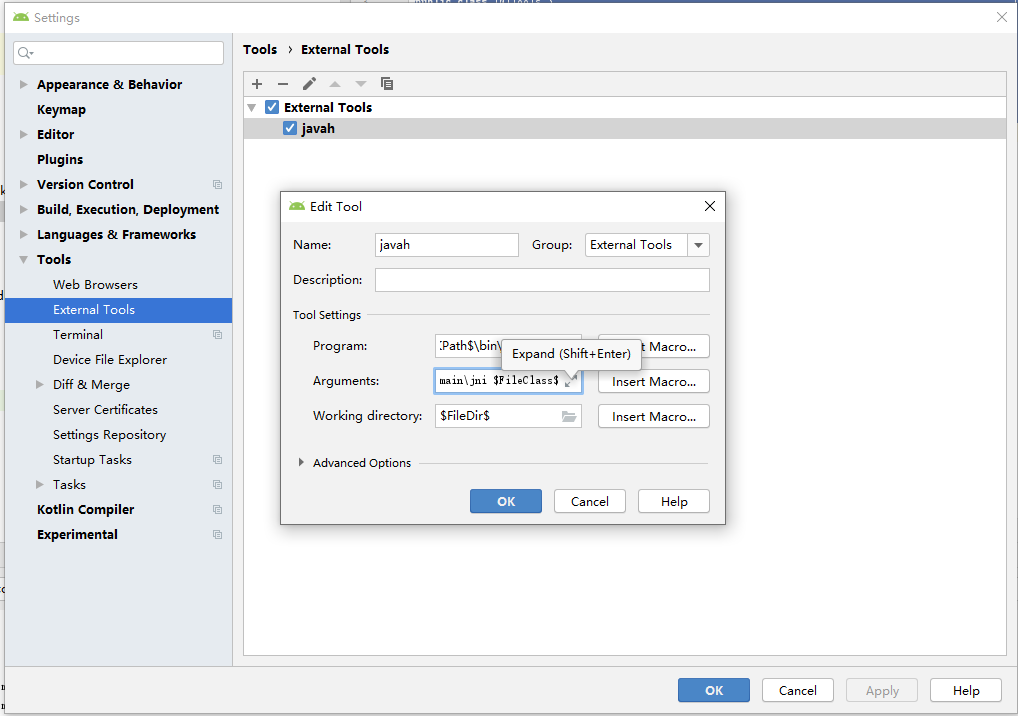 Settings
Tools › External Tools
Appearance & Behavior
Keymap
Editor
Plugins
Version Control
Build, Execution, Deployment
Languages & Frameworks
Tools
Web Browsers
External Tools
Terminal
Device File Explorer
Diff & Merge
Server Certificates
Settings Repository
Startup Tasks
Tasks
Kotlin Compiler
Experimental
External Tools
javah
Edit Tool
Name: javah Group: External Tools
Description:
Tool Settings
Program: Path$\bin\ Macro...
Expand (Shift+Enter)
Arguments: main\jni $FileClass$ Insert Macro...
Working directory: $FileDir$ Insert Macro...
Advanced Options
OK Cancel Help
OK Cancel Apply Help